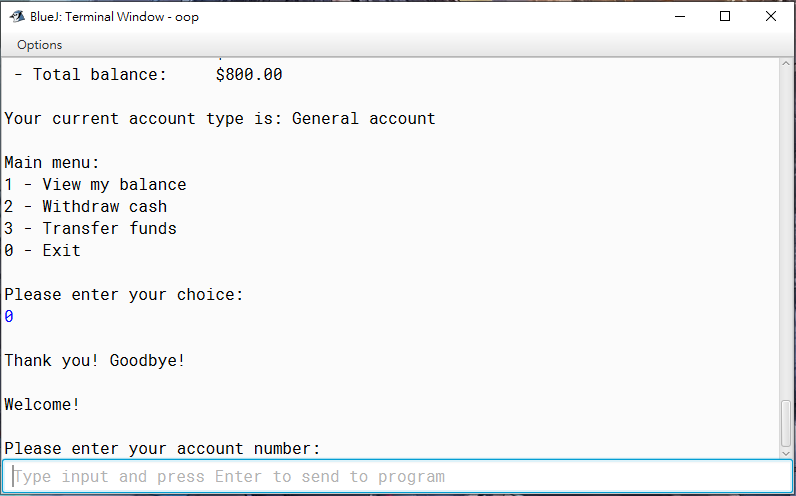 BlueJ: Terminal Window - oop
Options
- Total balance: $800.00
Your current account type is: General account
Main menu:
1 - View my balance
2 - Withdraw cash
3 - Transfer funds
0 - Exit
Please enter your choice:
0
Thank you! Goodbye!
Welcome!
Please enter your account number:
Type input and press Enter to send to program